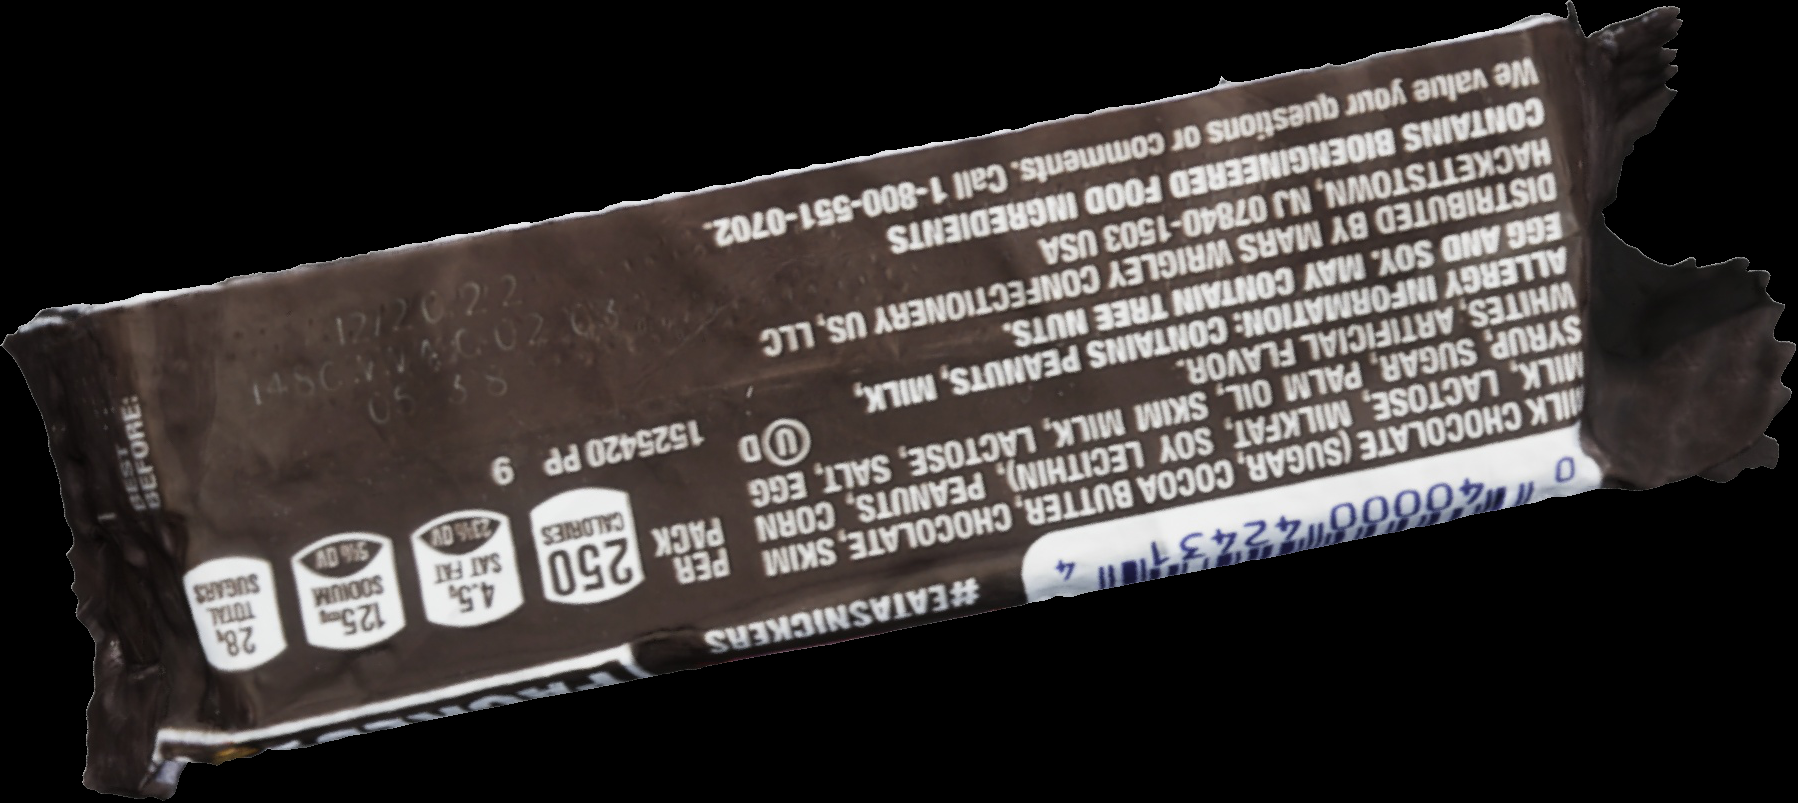 0 40000 42431 4
#EATASNICKERS
MILK CHOCOLATE (SUGAR, COCOA BUTTER, CHOCOLATE, SKIM
MILK, LACTOSE, MILKFAT, SOY LECITHIN), PEANUTS, CORN
SYRUP, SUGAR, PALM OIL, SKIM MILK, LACTOSE, SALT, EGG
WHITES, ARTIFICIAL FLAVOR.
ALLERGY INFORMATION: CONTAINS PEANUTS, MILK,
EGG AND SOY. MAY CONTAIN TREE NUTS.
DISTRIBUTED BY MARS WRIGLEY CONFECTIONERY US, LLC
HACKETTSTOWN, NJ 07840-1503 USA
CONTAINS BIOENGINEERED FOOD INGREDIENTS
We value your questions or comments. Call 1-800-551-0702.
U D
PER
PACK
250
CALORIES
4.5g
SAT FAT
23% DV
125mg
SODIUM
5% DV
28g
TOTAL
SUGARS
1525420 PP
9
BEST
BEFORE:
12/2022
05 38